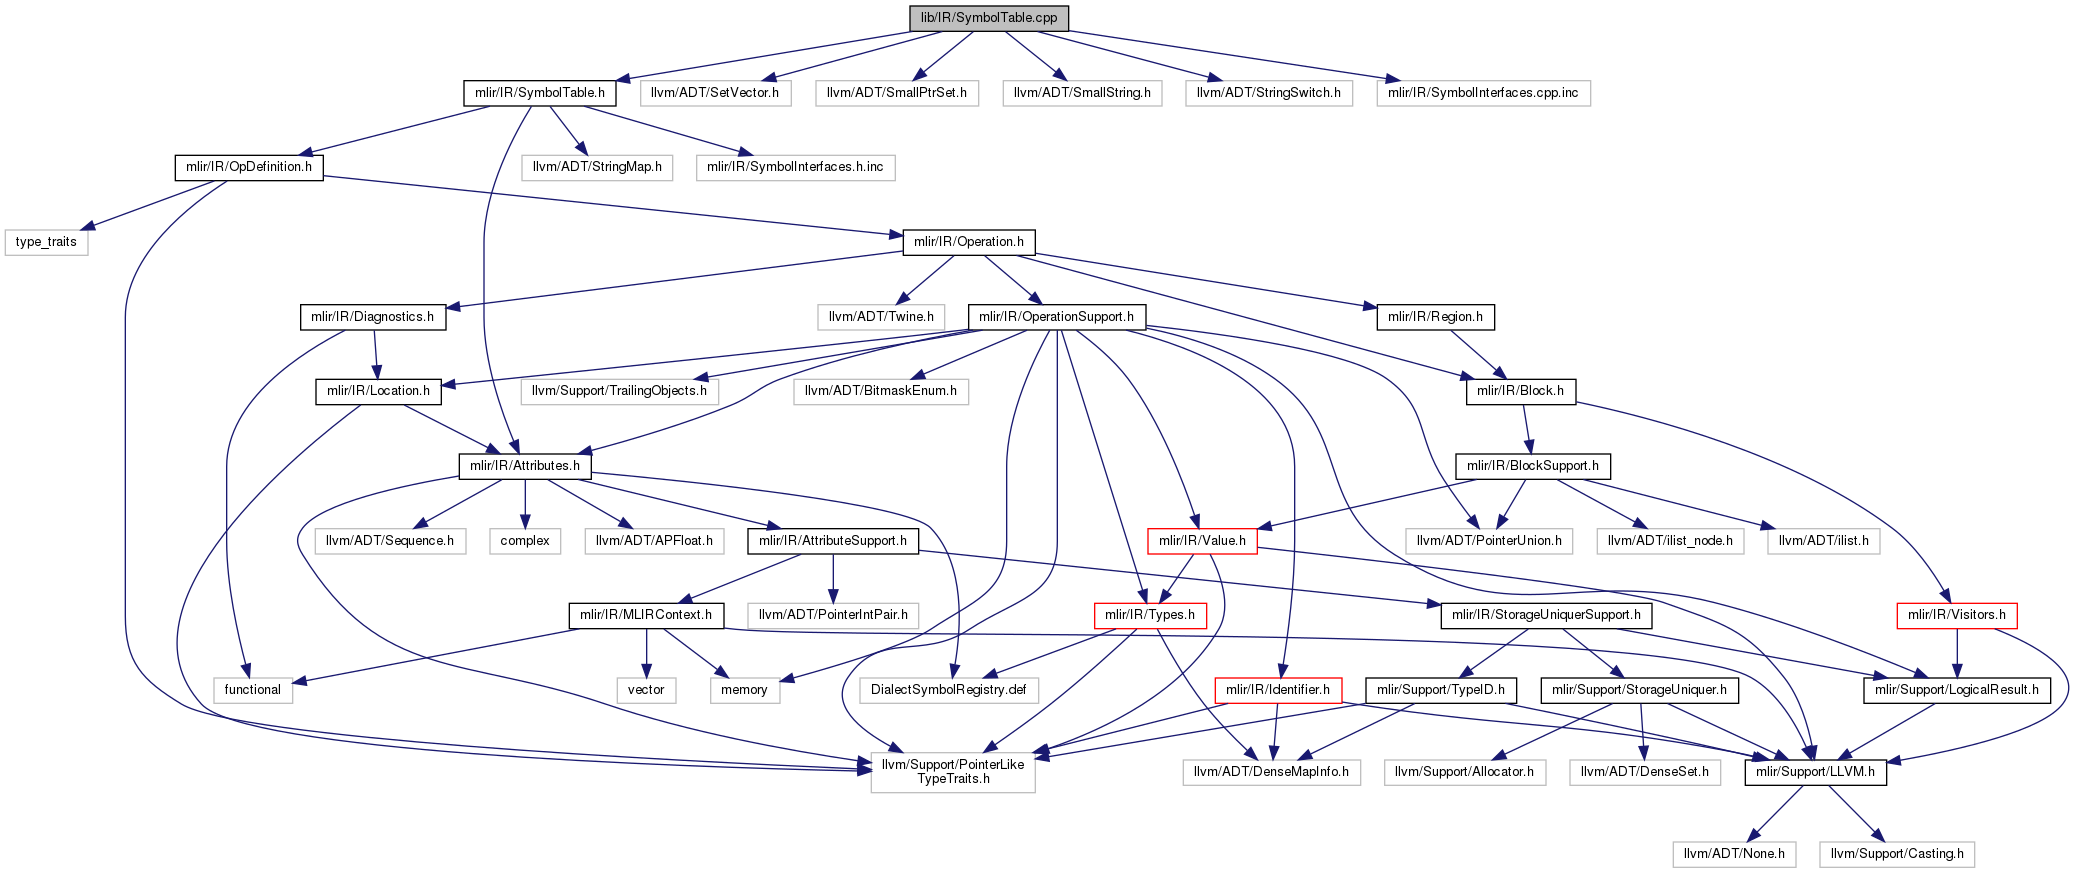 lib/IR/SymbolTable.cpp
mlir/IR/SymbolTable.h
llvm/ADT/SetVector.h
llvm/ADT/SmallPtrSet.h
llvm/ADT/SmallString.h
llvm/ADT/StringSwitch.h
mlir/IR/SymbolInterfaces.cpp.inc
mlir/IR/OpDefinition.h
llvm/ADT/StringMap.h
mlir/IR/SymbolInterfaces.h.inc
type_traits
mlir/IR/Operation.h
mlir/IR/Diagnostics.h
llvm/ADT/Twine.h
mlir/IR/OperationSupport.h
mlir/IR/Region.h
mlir/IR/Location.h
llvm/Support/TrailingObjects.h
llvm/ADT/BitmaskEnum.h
mlir/IR/Block.h
mlir/IR/Attributes.h
mlir/IR/BlockSupport.h
llvm/ADT/Sequence.h
complex
llvm/ADT/APFloat.h
mlir/IR/AttributeSupport.h
mlir/IR/Value.h
llvm/ADT/PointerUnion.h
llvm/ADT/ilist_node.h
llvm/ADT/ilist.h
mlir/IR/MLIRContext.h
llvm/ADT/PointerIntPair.h
mlir/IR/Types.h
mlir/IR/StorageUniquerSupport.h
mlir/IR/Visitors.h
functional
vector
memory
DialectSymbolRegistry.def
mlir/IR/Identifier.h
mlir/Support/TypeID.h
mlir/Support/StorageUniquer.h
mlir/Support/LogicalResult.h
llvm/Support/PointerLike
TypeTraits.h
llvm/ADT/DenseMapInfo.h
llvm/Support/Allocator.h
llvm/ADT/DenseSet.h
mlir/Support/LLVM.h
llvm/ADT/None.h
llvm/Support/Casting.h